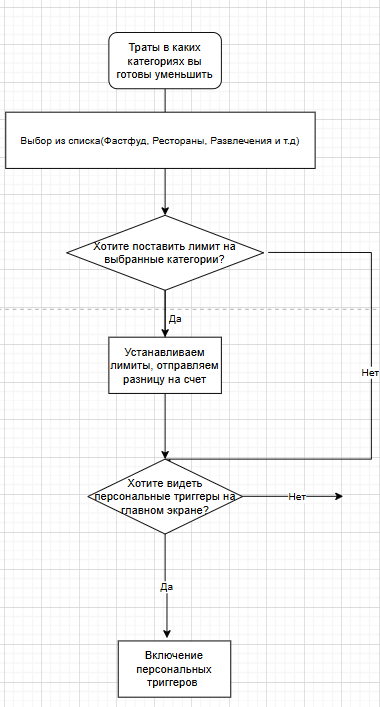 Траты в каких
категориях вы
готовы уменьшить
Выбор из списка(Фастфуд, Рестораны, Развлечения и т.д)
Хотите поставить лимит на
выбранные категории?
Да
Устанавливаем
лимиты, отправляем
разницу на счет
Нет
Хотите видеть
персональные триггеры на
главном экране?
Нет
Да
Включение
персональных
триггеров